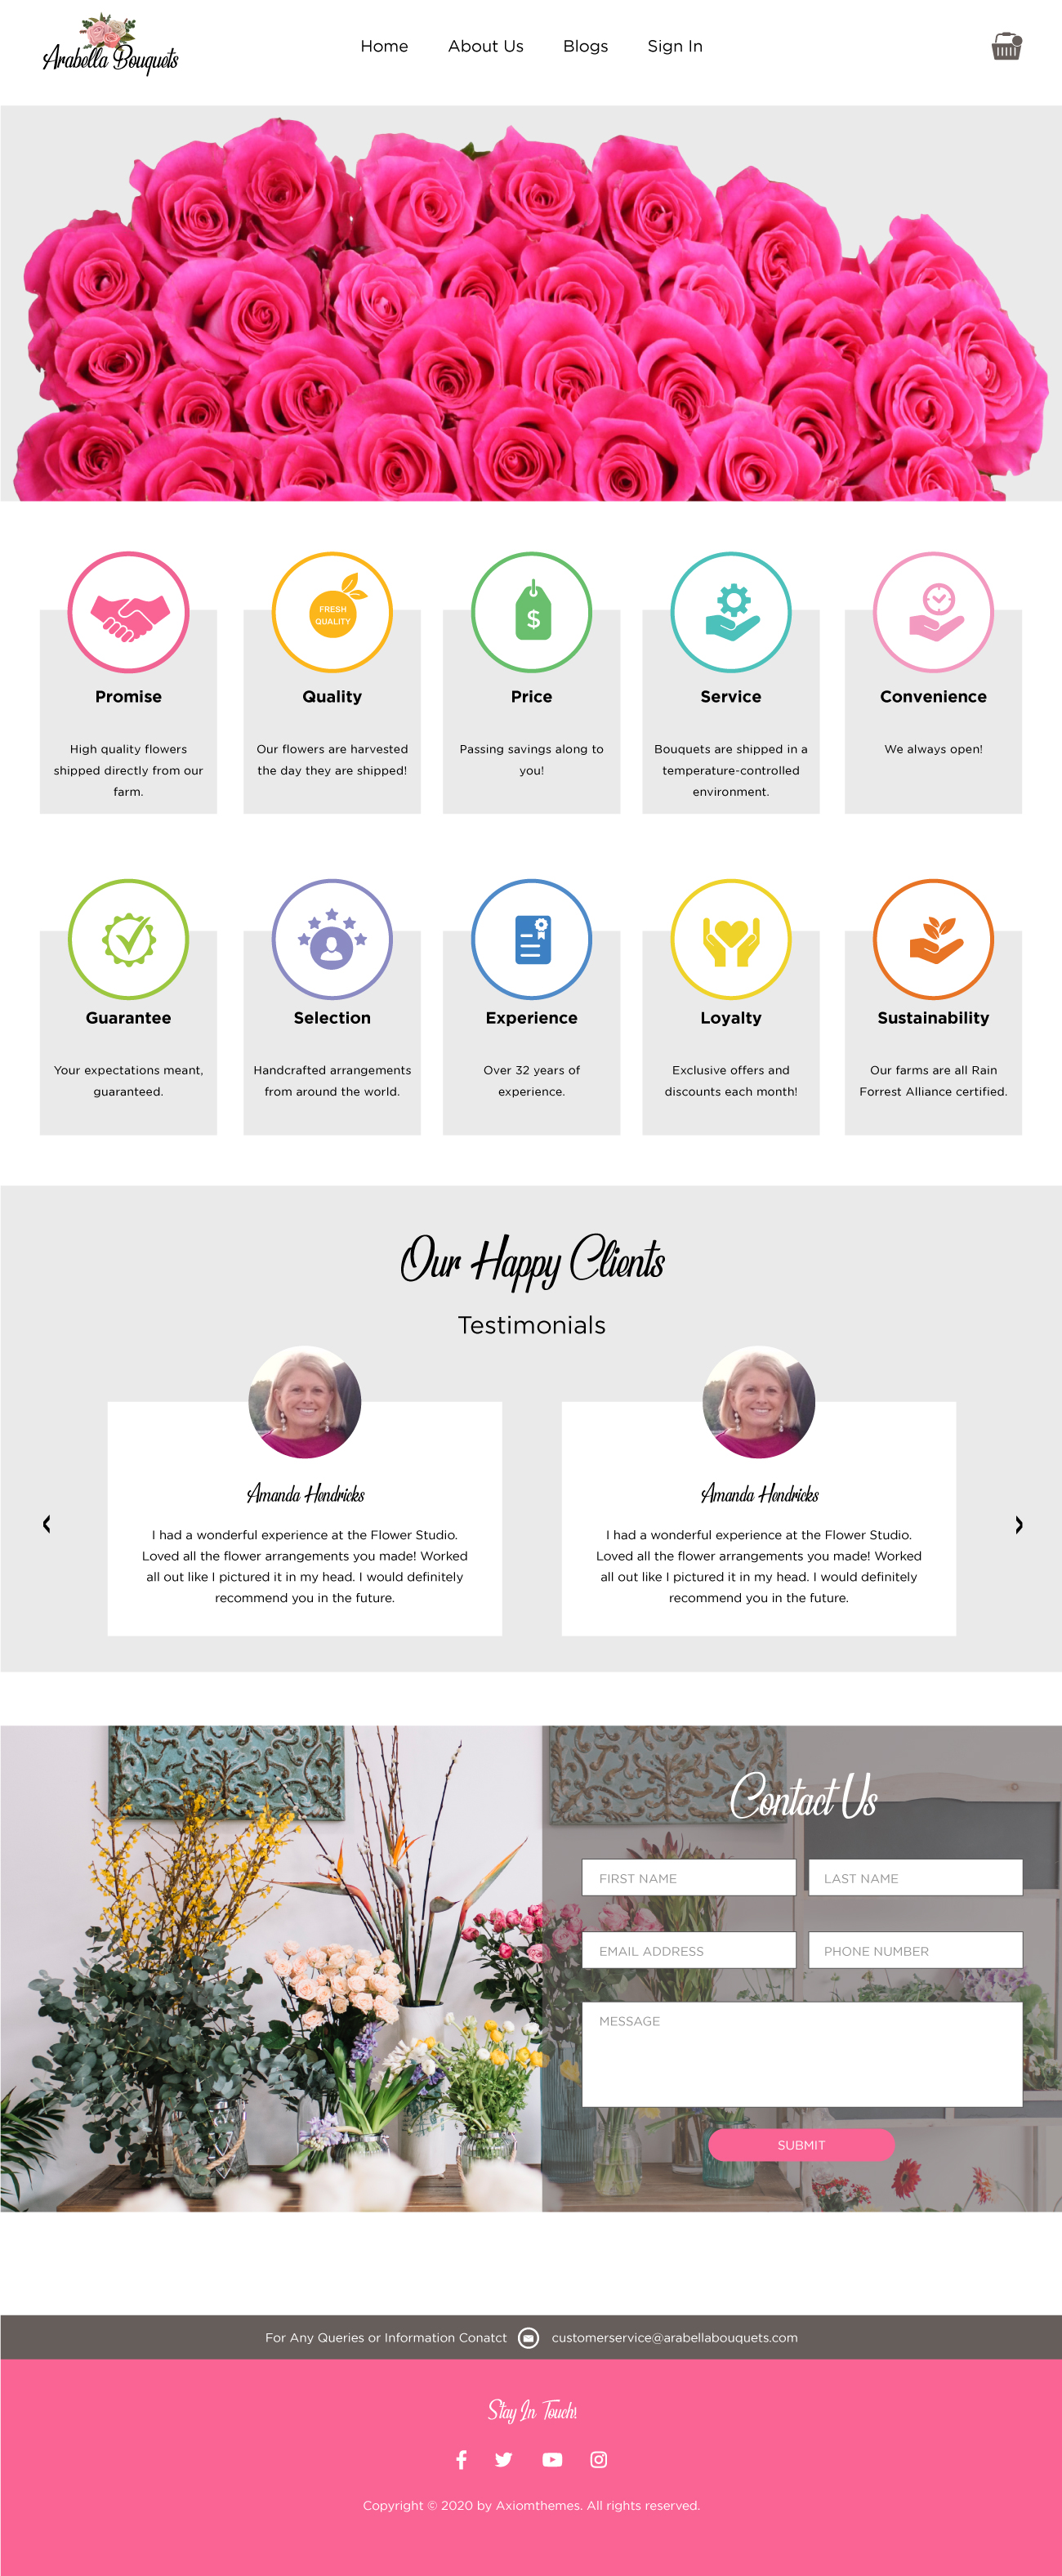 Arabella Bouquets
Home About Us Blogs Sign In
FRESH
QUALITY
$
Promise
High quality flowers
shipped directly from our
farm.
Quality
Our flowers are harvested
the day they are shipped!
Price
Passing savings along to
you!
Service
Bouquets are shipped in a
temperature-controlled
environment.
Convenience
We always open!
Guarantee
Your expectations meant,
guaranteed.
Selection
Handcrafted arrangements
from around the world.
Experience
Over 32 years of
experience.
Loyalty
Exclusive offers and
discounts each month!
Sustainability
Our farms are all Rain
Forrest Alliance certified.
Our Happy Clients
Testimonials
Amanda Hendricks
I had a wonderful experience at the Flower Studio.
Loved all the flower arrangements you made! Worked
all out like I pictured it in my head. I would definitely
recommend you in the future.
Amanda Hendricks
I had a wonderful experience at the Flower Studio.
Loved all the flower arrangements you made! Worked
all out like I pictured it in my head. I would definitely
recommend you in the future.
Contact Us
FIRST NAME
LAST NAME
EMAIL ADDRESS
PHONE NUMBER
MESSAGE
SUBMIT
For Any Queries or Information Conatct customerservice@arabellabouquets.com
Stay In Touch!
Copyright © 2020 by Axiomthemes. All rights reserved.